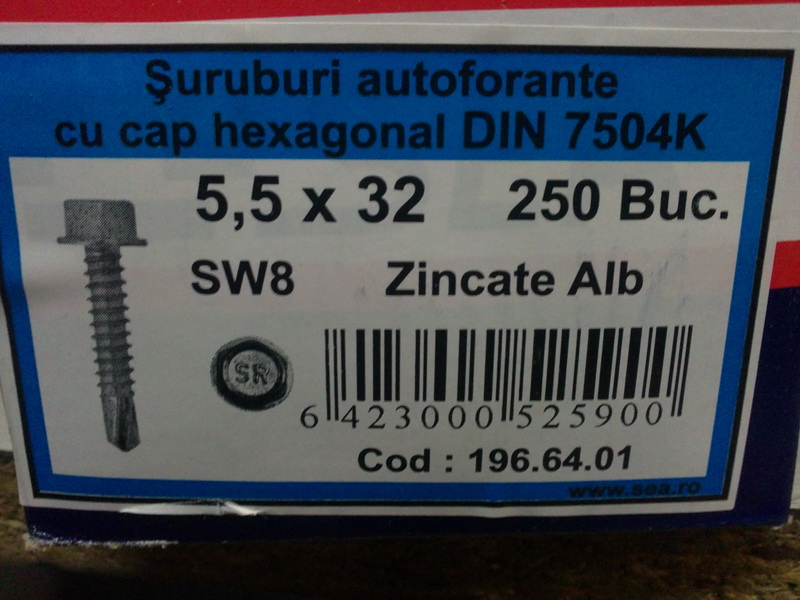 Şuruburi autoforante
cu cap hexagonal DIN 7504K
5,5 x 32 250 Buc.
SW8 Zincate Alb
SR
6 423000 525900
Cod : 196.64.01
www.sea.ro